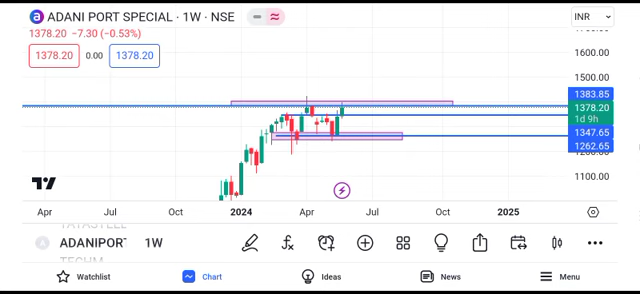 ADANI PORT SPECIAL · 1W · NSE
INR
1378.20 −7.30 (−0.53%)
1378.20 0.00 1378.20
1600.00
1500.00
1383.85
1378.20
1d 9h
1347.65
1262.65
1100.00
Apr Jul Oct 2024 Apr Jul Oct 2025
ADANIPORT 1W
Watchlist Chart Ideas News Menu